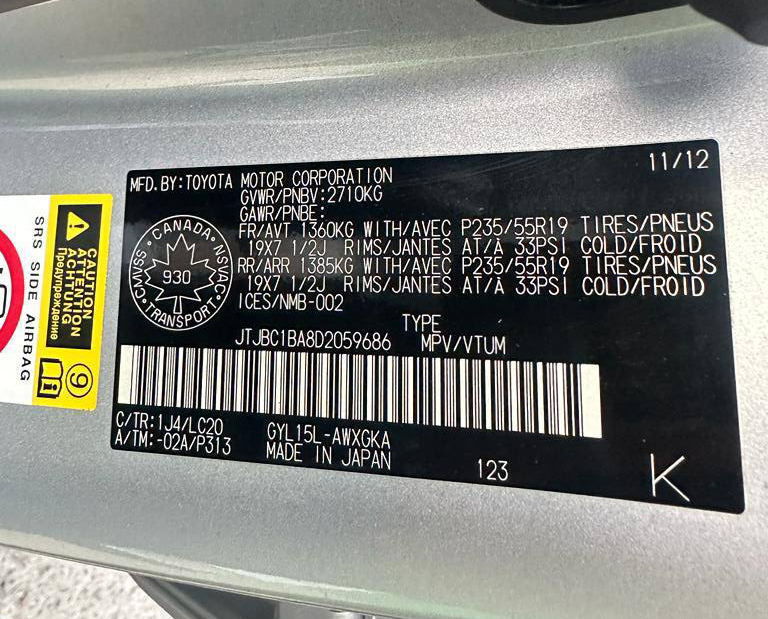 11/12
MFD.BY:TOYOTA MOTOR CORPORATION
GVWR/PNBV:2710KG
GAWR/PNBE:
FR/AVT 1360KG WITH/AVEC P235/55R19 TIRES/PNEUS
19X7 1/2J RIMS/JANTES AT/À 33PSI COLD/FROID
RR/ARR 1385KG WITH/AVEC P235/55R19 TIRES/PNEUS
19X7 1/2J RIMS/JANTES AT/À 33PSI COLD/FROID
ICES/NMB-002
CANADA
CMVSS NSVAC
930
TRANSPORT
TYPE
JTJBC1BA8D2059686 MPV/VTUM
C/TR:1J4/LC20 GYL15L-AWXGKA
A/TM:-02A/P313 MADE IN JAPAN
123
K
CAUTION
ATTENTION
ACHTUNG
Предупреждение
SRS SIDE AIRBAG
9